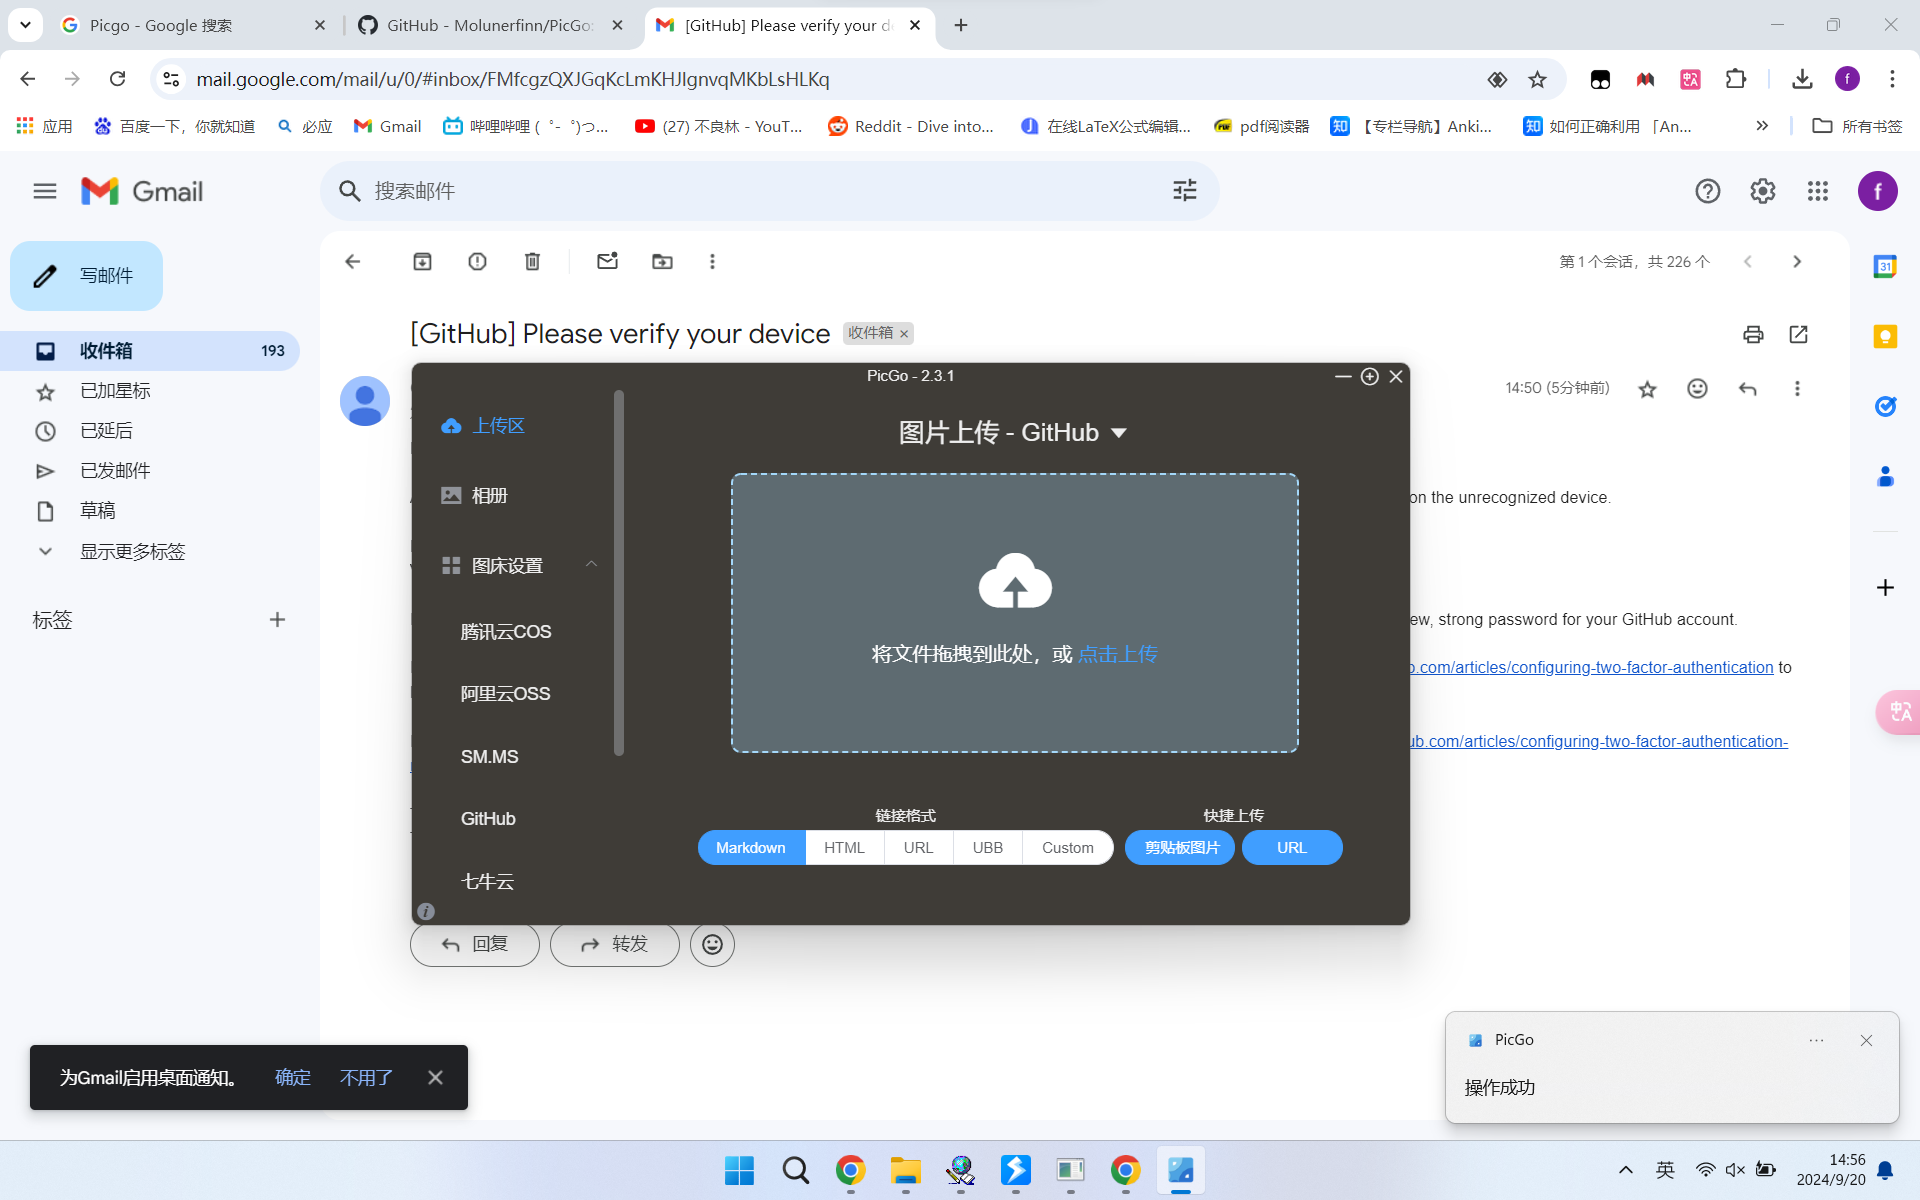 Picgo - Google 搜索
GitHub - Molunerfinn/PicGo:
[GitHub] Please verify your de
mail.google.com/mail/u/0/#inbox/FMfcgzQXJGqKcLmKHJIgnvqMKbLsHLKq
f
应用
百度一下，你就知道
必应
Gmail
哔哩哔哩 (゜-゜)つ...
(27) 不良林 - YouT...
Reddit - Dive into...
在线LaTeX公式编辑...
pdf阅读器
【专栏导航】Anki...
如何正确利用「An...
所有书签
Gmail
搜索邮件
f
写邮件
第 1 个会话，共 226 个
[GitHub] Please verify your device
收件箱 ×
收件箱 193
已加星标
已延后
已发邮件
草稿
显示更多标签
标签
14:50 (5分钟前)
PicGo - 2.3.1
上传区
相册
图床设置
腾讯云COS
阿里云OSS
SM.MS
GitHub
七牛云
图片上传 - GitHub
将文件拖拽到此处，或 点击上传
链接格式
快捷上传
Markdown
HTML
URL
UBB
Custom
剪贴板图片
URL
on the unrecognized device.
ew, strong password for your GitHub account.
b.com/articles/configuring-two-factor-authentication to
ub.com/articles/configuring-two-factor-authentication-
回复
转发
为Gmail启用桌面通知。 确定 不用了
PicGo
操作成功
英
14:56
2024/9/20